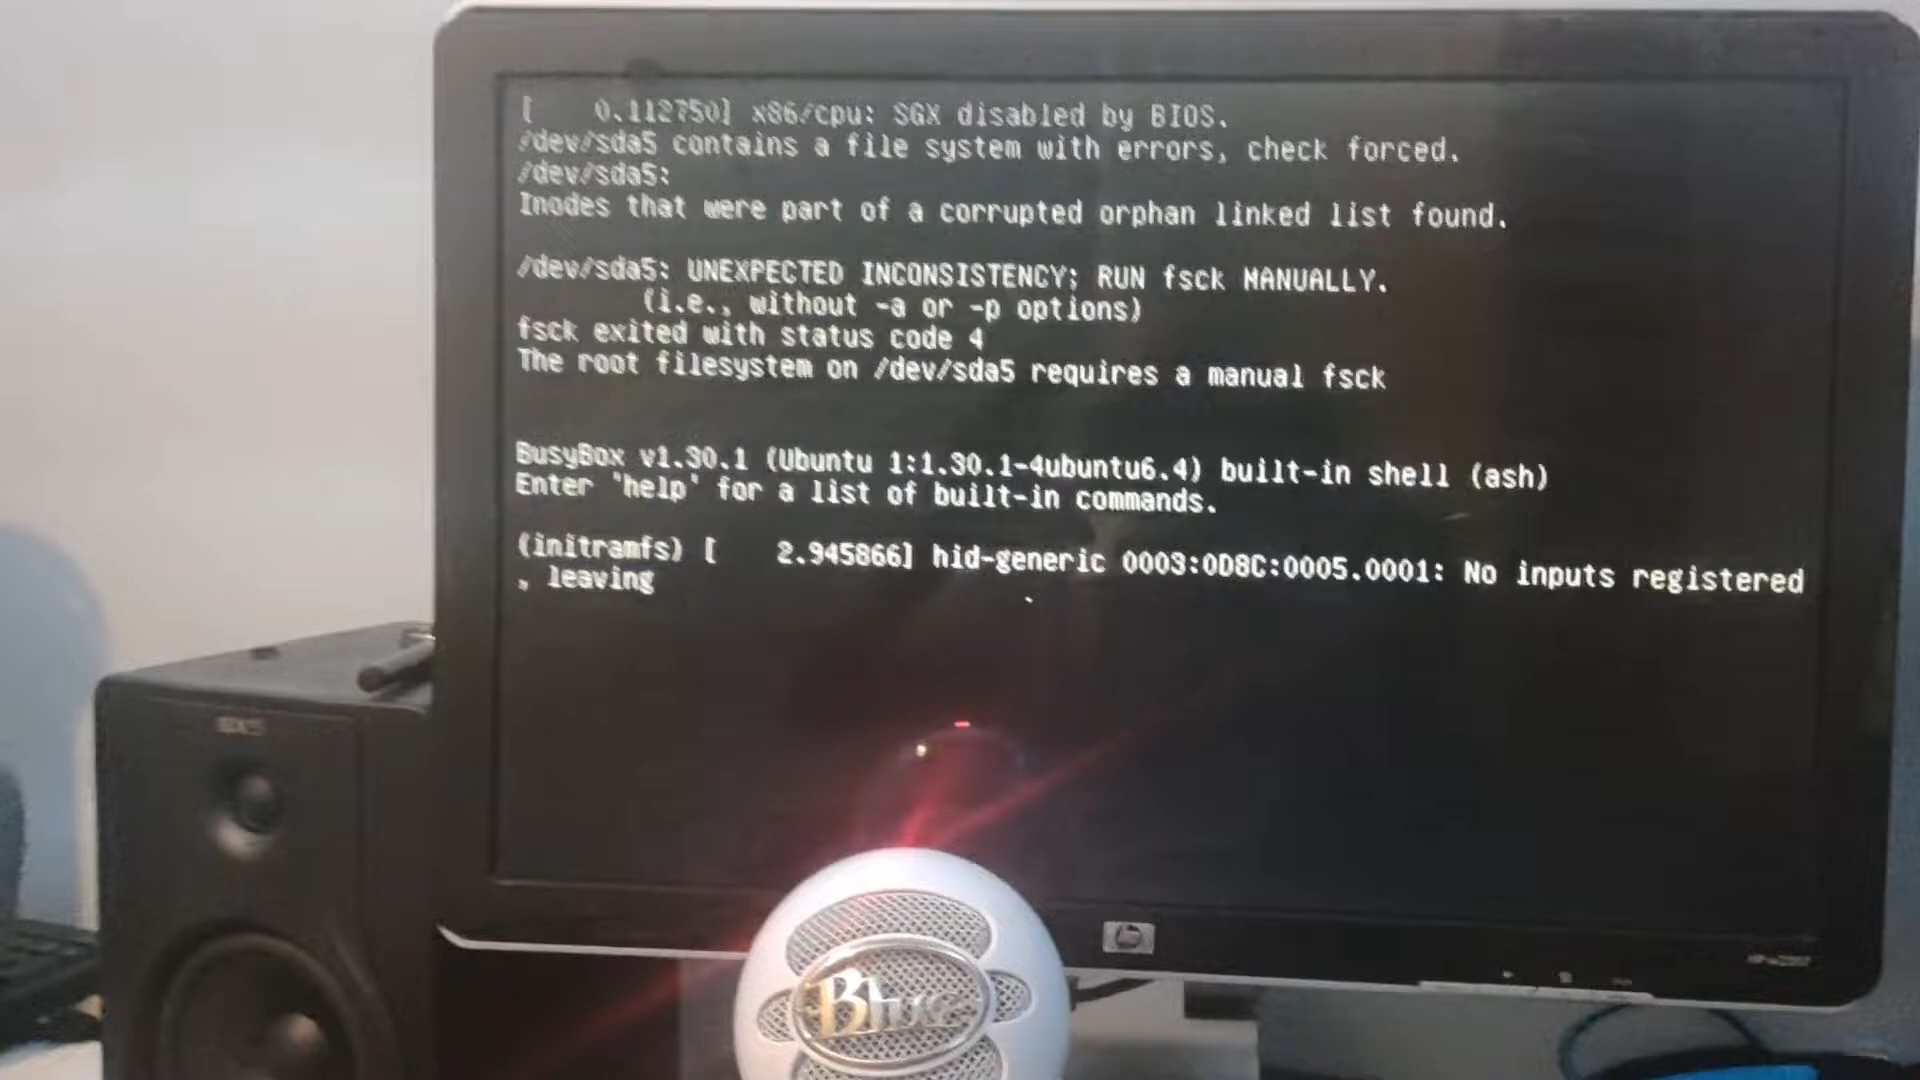 [    0.112750] x86/cpu: SGX disabled by BIOS.
/dev/sda5 contains a file system with errors, check forced.
/dev/sda5:
Inodes that were part of a corrupted orphan linked list found.
/dev/sda5: UNEXPECTED INCONSISTENCY; RUN fsck MANUALLY.
(i.e., without -a or -p options)
fsck exited with status code 4
The root filesystem on /dev/sda5 requires a manual fsck
BusyBox v1.30.1 (Ubuntu 1:1.30.1-4ubuntu6.4) built-in shell (ash)
Enter 'help' for a list of built-in commands.
(initramfs) [    2.945866] hid-generic 0003:0D8C:0005.0001: No inputs registered
, leaving
hp
Blue